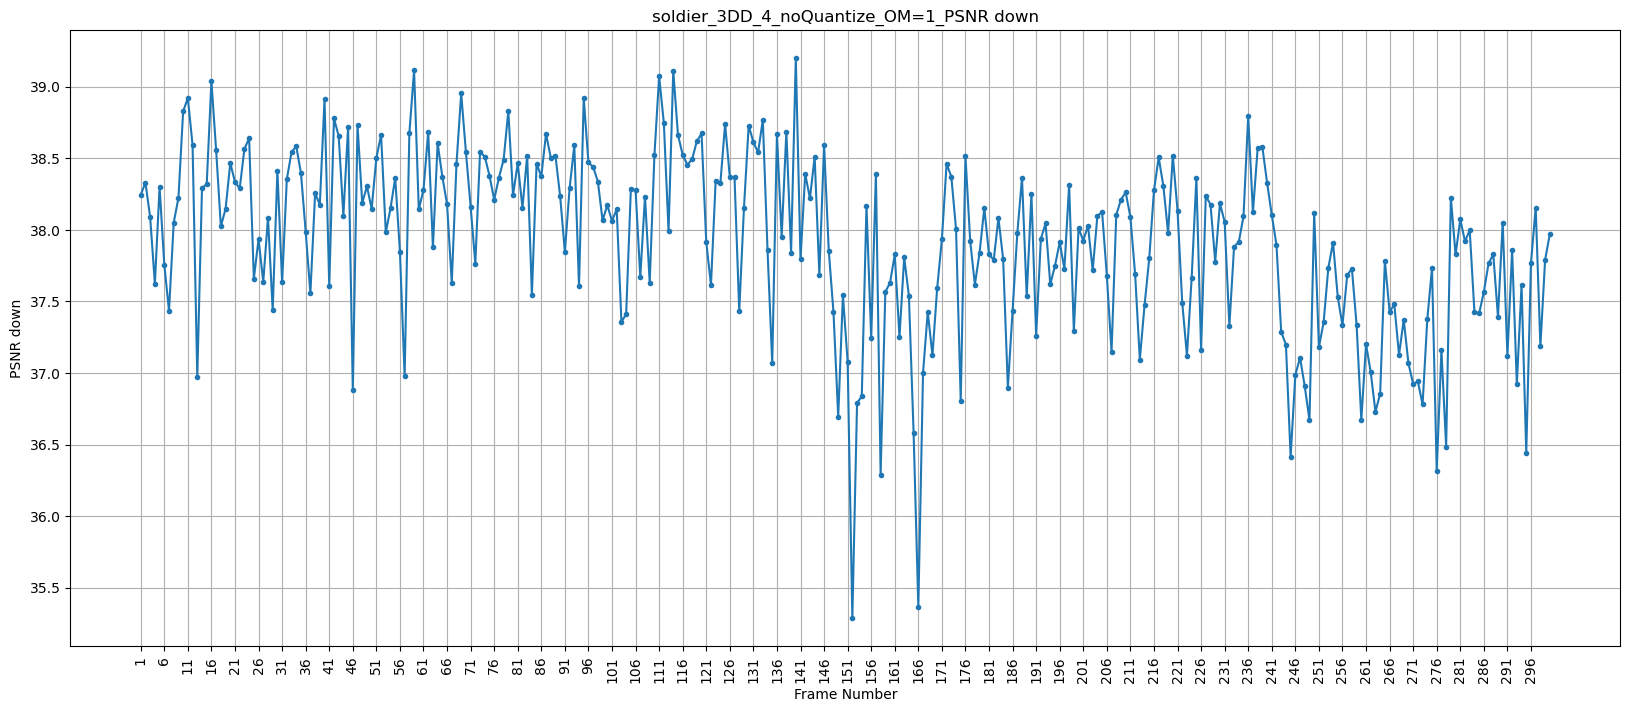 soldier_3DD_4_noQuantize_OM=1_PSNR down
PSNR down
39.0
38.5
38.0
37.5
37.0
36.5
36.0
35.5
1 6 11 16 21 26 31 36 41 46 51 56 61 66 71 76 81 86 91 96 101 106 111 116 121 126 131 136 141 146 151 156 161 166 171 176 181 186 191 196 201 206 211 216 221 226 231 236 241 246 251 256 261 266 271 276 281 286 291 296
Frame Number